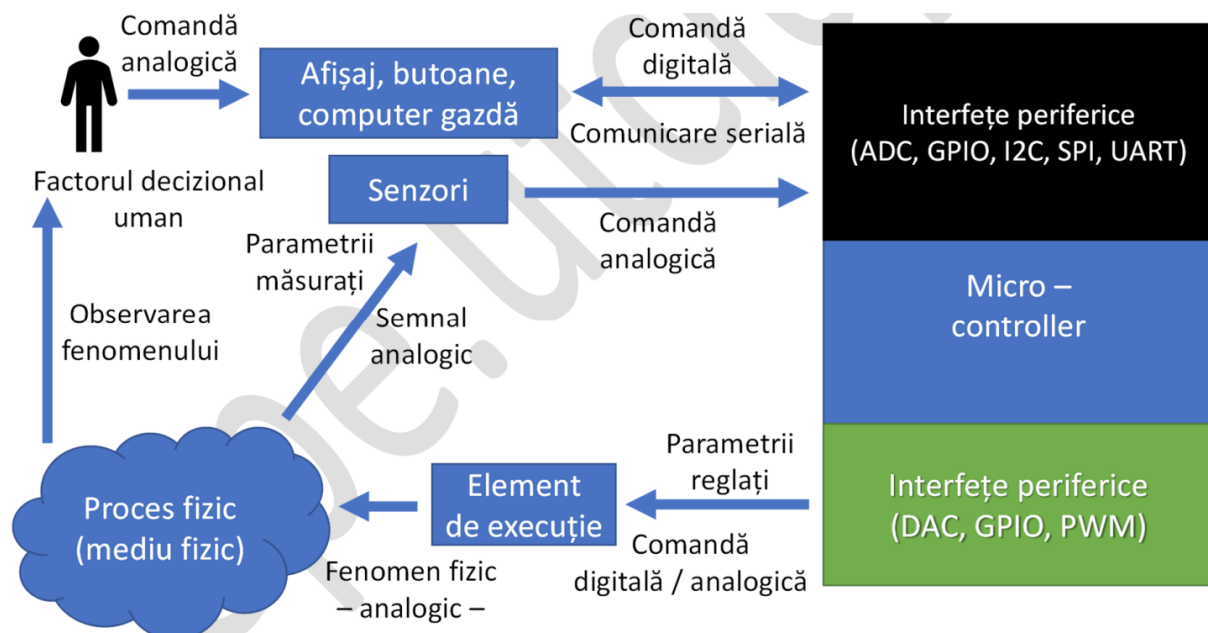 Comandă
analogică
Afișaj, butoane,
computer gazdă
Comandă
digitală
Comunicare serială
Interfețe periferice
(ADC, GPIO, I2C, SPI, UART)
Factorul decizional
uman
Senzori
Comandă
analogică
Parametrii
măsurați
Semnal
analogic
Observarea
fenomenului
Micro –
controller
Proces fizic
(mediu fizic)
Element
de execuție
Parametrii
reglați
Comandă
digitală / analogică
Fenomen fizic
– analogic –
Interfețe periferice
(DAC, GPIO, PWM)